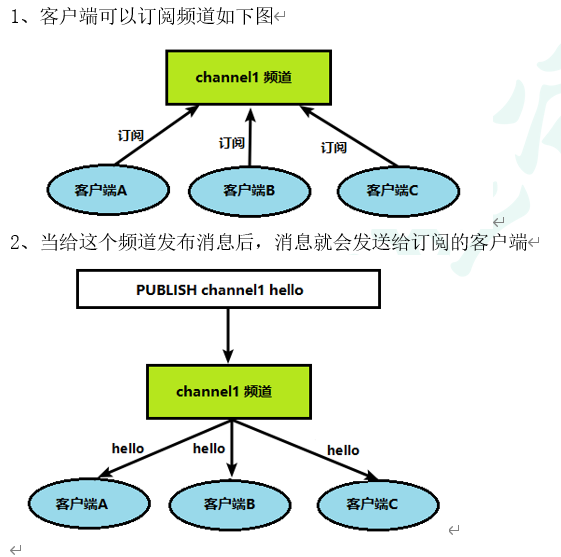 1、客户端可以订阅频道如下图
channel1 频道
订阅 订阅 订阅
客户端A 客户端B 客户端C
2、当给这个频道发布消息后，消息就会发送给订阅的客户端
PUBLISH channel1 hello
channel1 频道
hello hello hello
客户端A 客户端B 客户端C